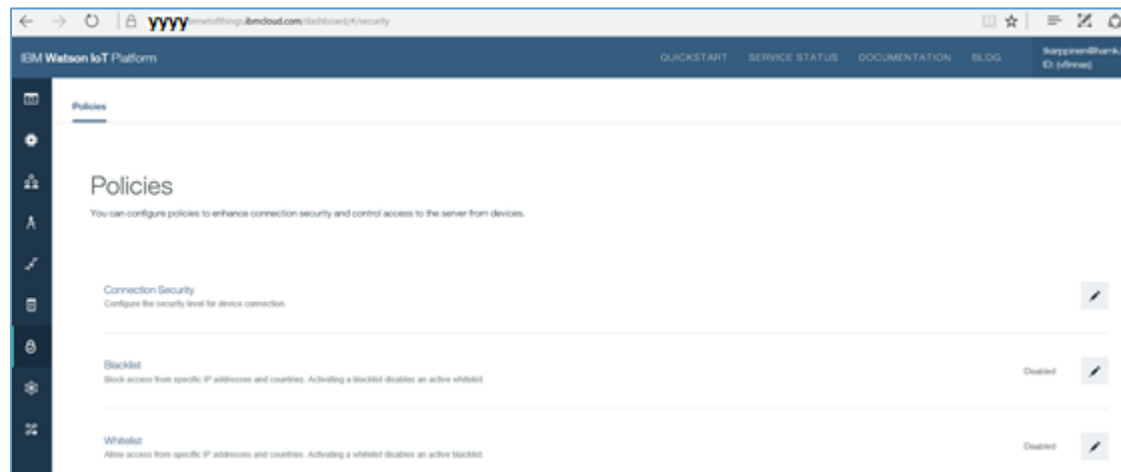 yyyy ernetofthings.ibmcloud.com/dashboard/#/security
IBM Watson IoT Platform QUICKSTART SERVICE STATUS DOCUMENTATION BLOG
Policies
Policies
You can configure policies to enhance connection security and control access to the server from devices.
Connection Security
Configure the security level for device connection.
Blacklist
Block access from specific IP addresses and countries. Activating a blacklist disables an active whitelist.
Disabled
Whitelist
Allow access from specific IP addresses and countries. Activating a whitelist disables an active blacklist.
Disabled